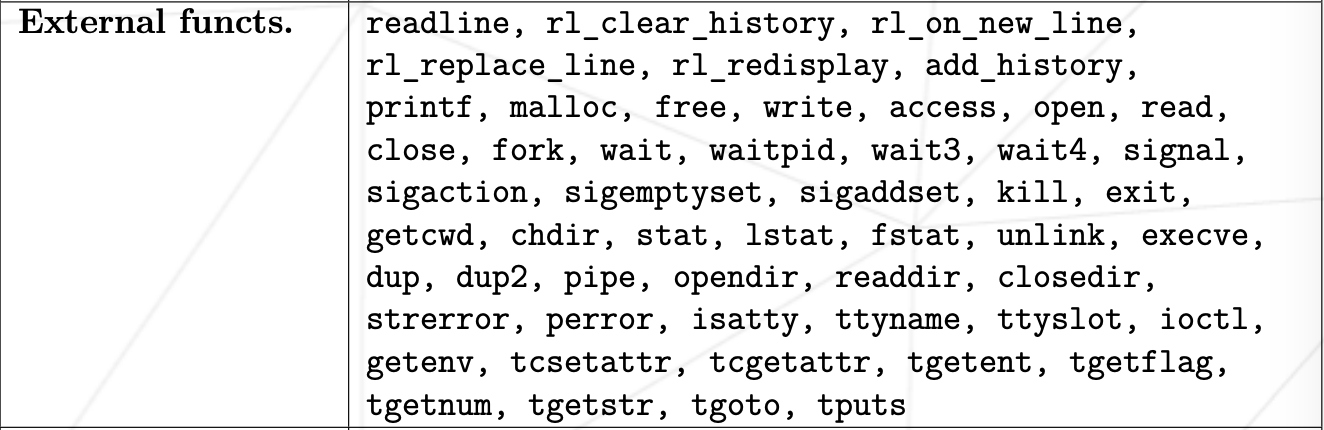 External functs.
readline, rl_clear_history, rl_on_new_line,
rl_replace_line, rl_redisplay, add_history,
printf, malloc, free, write, access, open, read,
close, fork, wait, waitpid, wait3, wait4, signal,
sigaction, sigemptyset, sigaddset, kill, exit,
getcwd, chdir, stat, lstat, fstat, unlink, execve,
dup, dup2, pipe, opendir, readdir, closedir,
strerror, perror, isatty, ttyname, ttyslot, ioctl,
getenv, tcsetattr, tcgetattr, tgetent, tgetflag,
tgetnum, tgetstr, tgoto, tputs